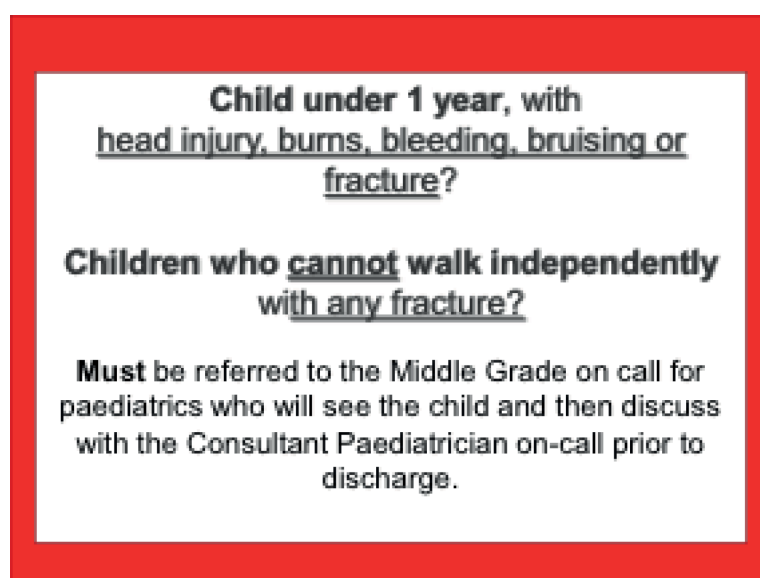 Child under 1 year, with
head injury, burns, bleeding, bruising or
fracture?
Children who cannot walk independently
with any fracture?
Must be referred to the Middle Grade on call for
paediatrics who will see the child and then discuss
with the Consultant Paediatrician on-call prior to
discharge.